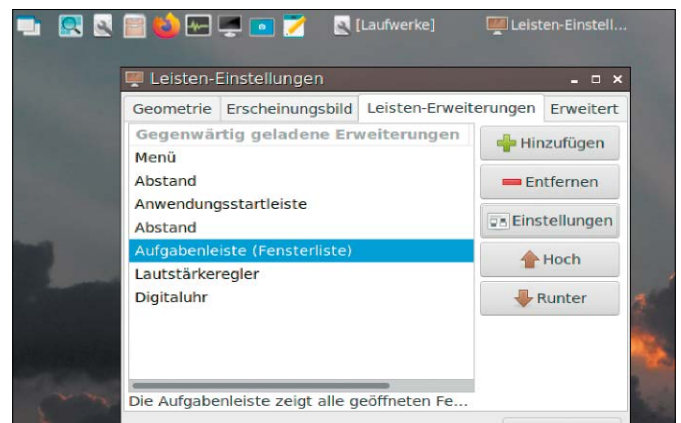 [Laufwerke] Leisten-Einstell...
Leisten-Einstellungen
Geometrie Erscheinungsbild Leisten-Erweiterungen Erweitert
Gegenwärtig geladene Erweiterungen
Menü
Abstand
Anwendungsstartleiste
Abstand
Aufgabenleiste (Fensterliste)
Lautstärkeregler
Digitaluhr
Hinzufügen
Entfernen
Einstellungen
Hoch
Runter
Die Aufgabenleiste zeigt alle geöffneten Fe...